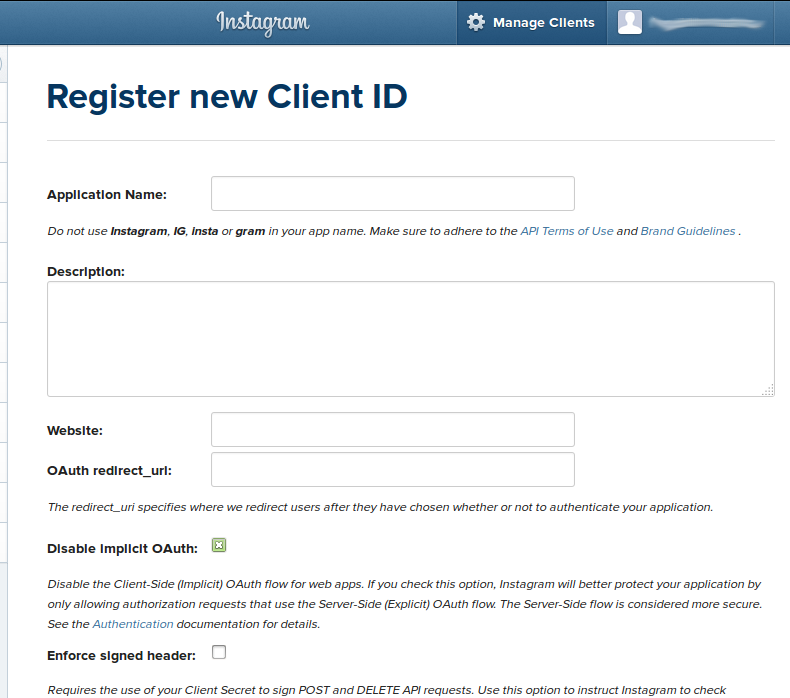 Instagram
Manage Clients
Register new Client ID
Application Name:
Do not use Instagram, IG, Insta or gram in your app name. Make sure to adhere to the API Terms of Use and Brand Guidelines .
Description:
Website:
OAuth redirect_uri:
The redirect_uri specifies where we redirect users after they have chosen whether or not to authenticate your application.
Disable implicit OAuth:
Disable the Client-Side (Implicit) OAuth flow for web apps. If you check this option, Instagram will better protect your application by
only allowing authorization requests that use the Server-Side (Explicit) OAuth flow. The Server-Side flow is considered more secure.
See the Authentication documentation for details.
Enforce signed header:
Requires the use of your Client Secret to sign POST and DELETE API requests. Use this option to instruct Instagram to check